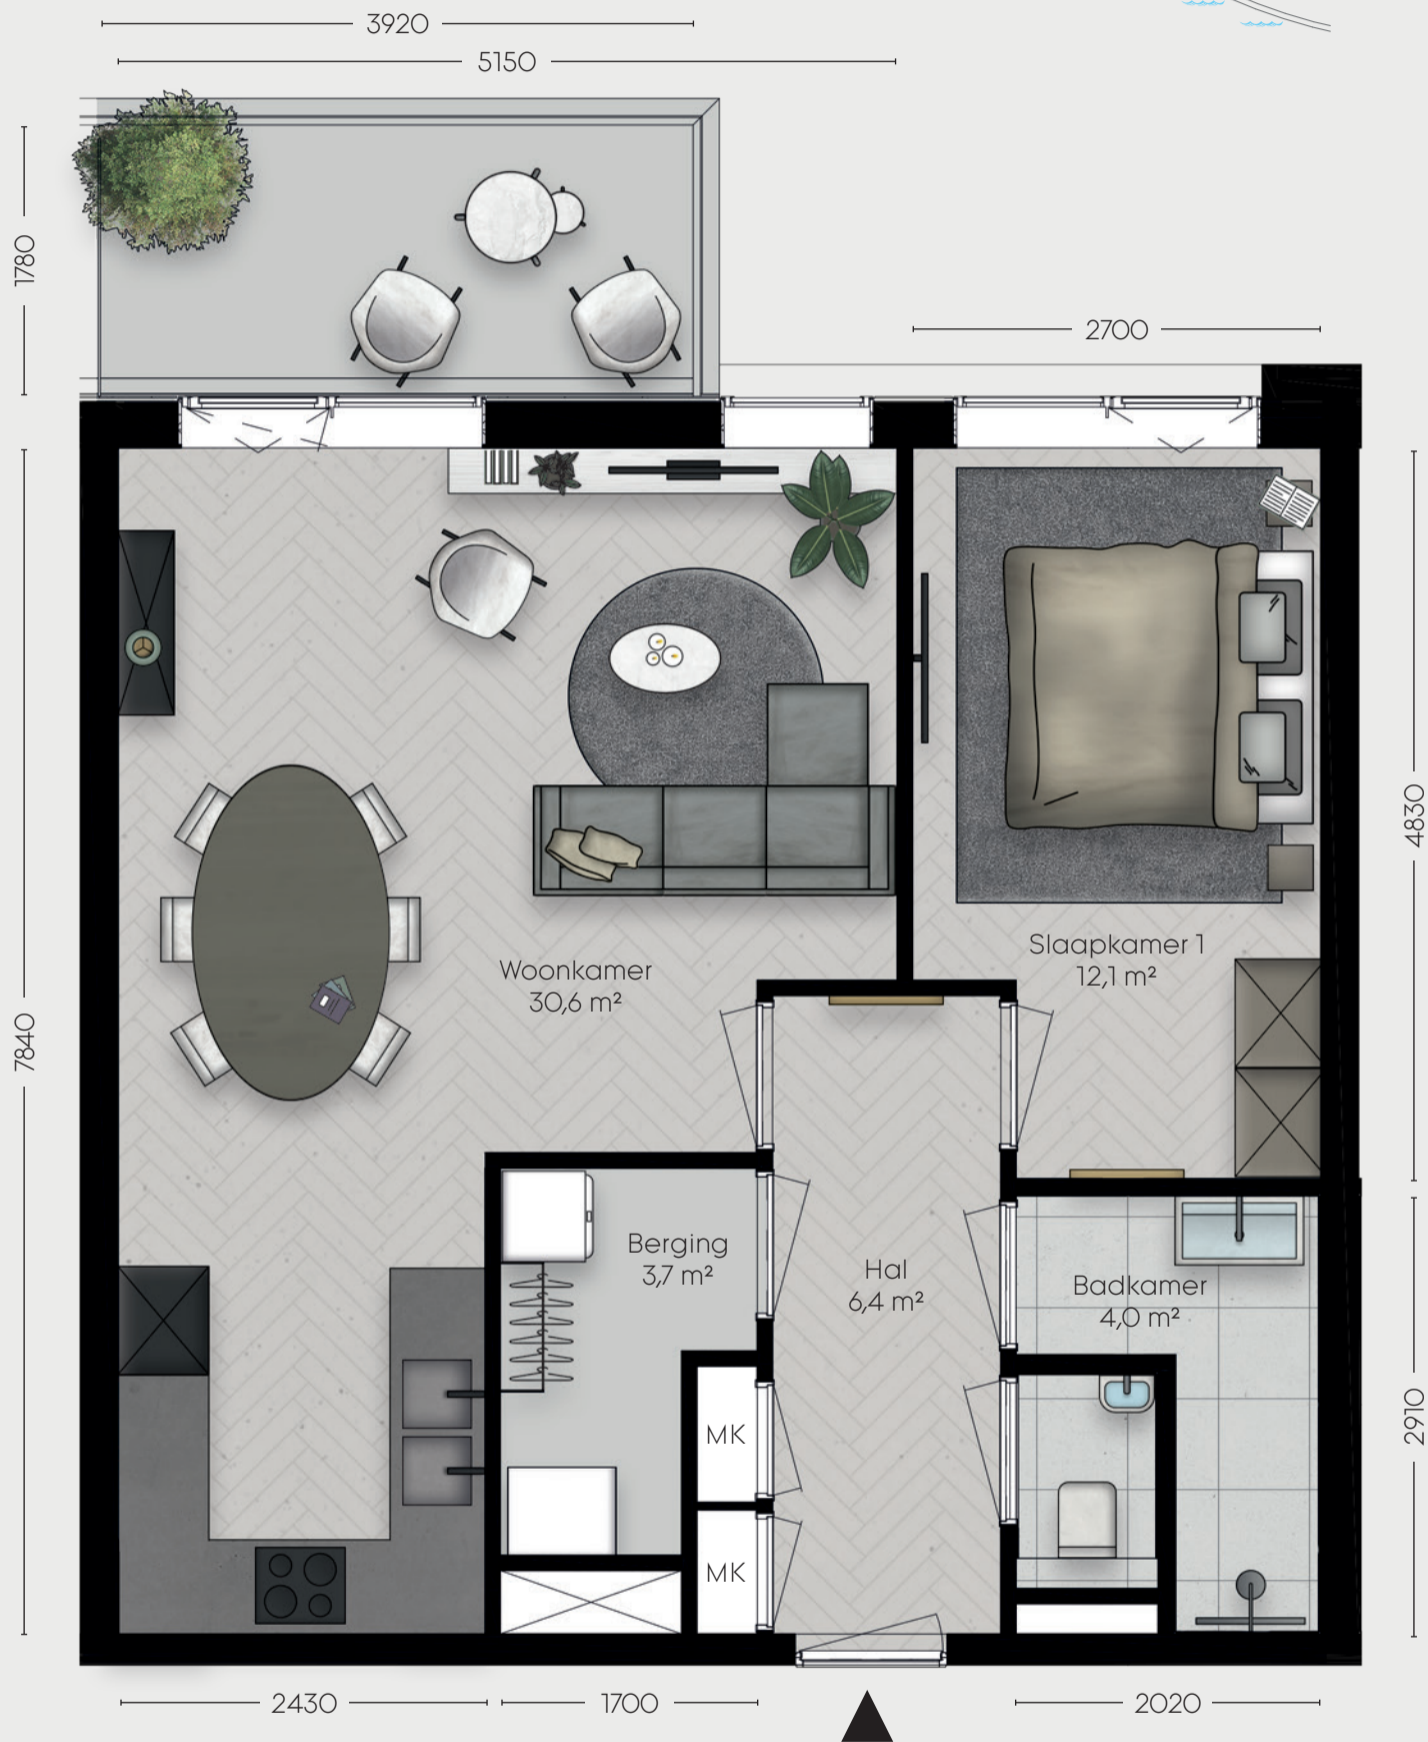 3920
5150
1780
2700
4830
Slaapkamer 1
12,1 m²
Woonkamer
30,6 m²
7840
Berging
3,7 m²
Hal
6,4 m²
Badkamer
4,0 m²
2910
MK
MK
2430
1700
2020